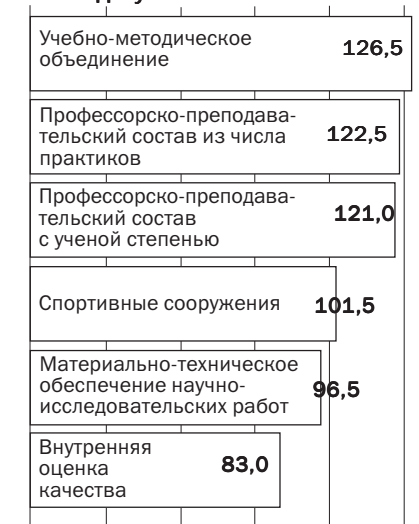 Учебно-методическое
объединение
126,5
Профессорско-преподава-
тельский состав из числа
практиков
122,5
Профессорско-преподава-
тельский состав
с ученой степенью
121,0
Спортивные сооружения
101,5
Материально-техническое
обеспечение научно-
исследовательских работ
96,5
Внутренняя
оценка
качества
83,0